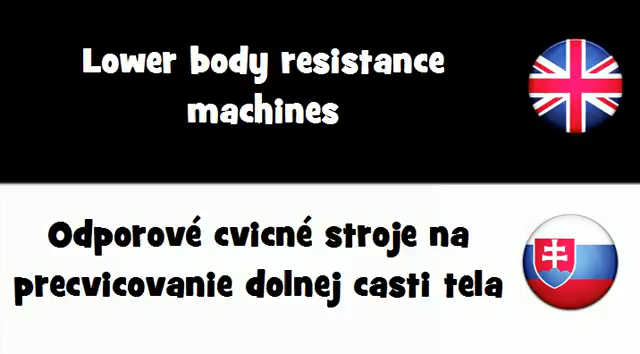 Lower body resistance
machines
Odporové cvicné stroje na
precvicovanie dolnej casti tela